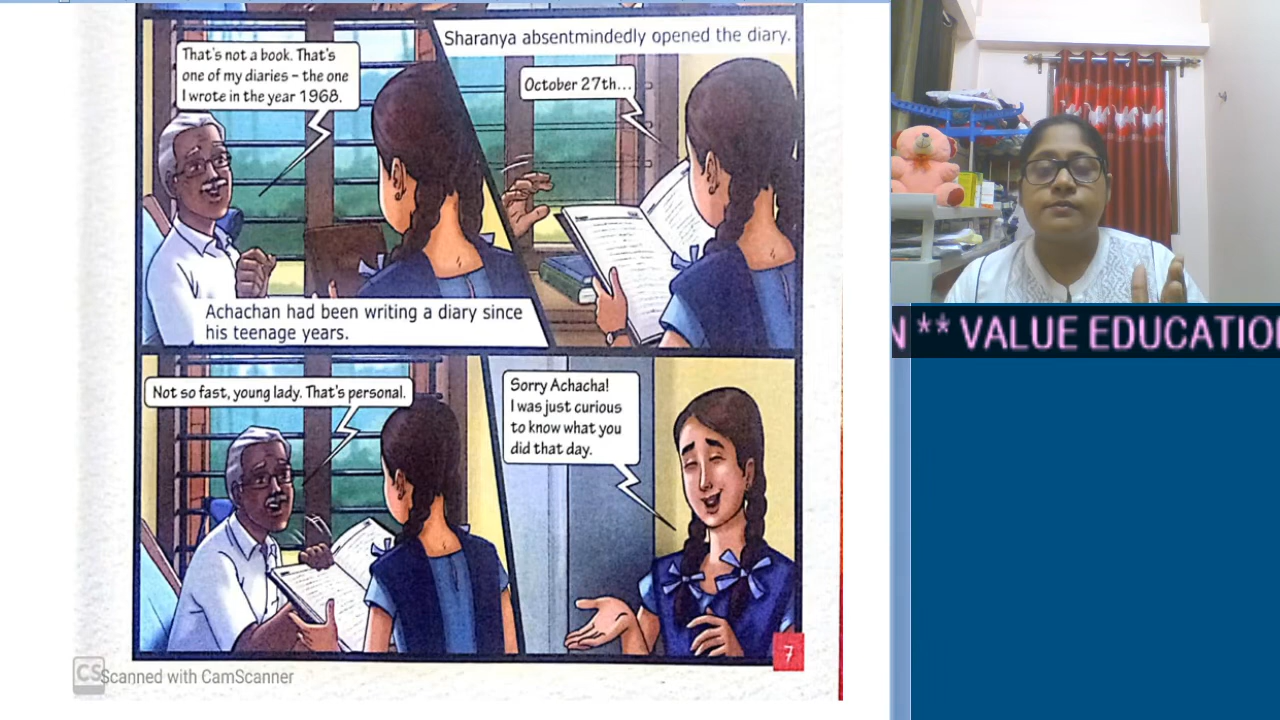 That's not a book. That's
one of my diaries – the one
I wrote in the year 1968.
Achachan had been writing a diary since
his teenage years.
Sharanya absentmindedly opened the diary.
October 27th...
Not so fast, young lady. That's personal.
Sorry Achacha!
I was just curious
to know what you
did that day.
7
CS Scanned with CamScanner
N ** VALUE EDUCATIO